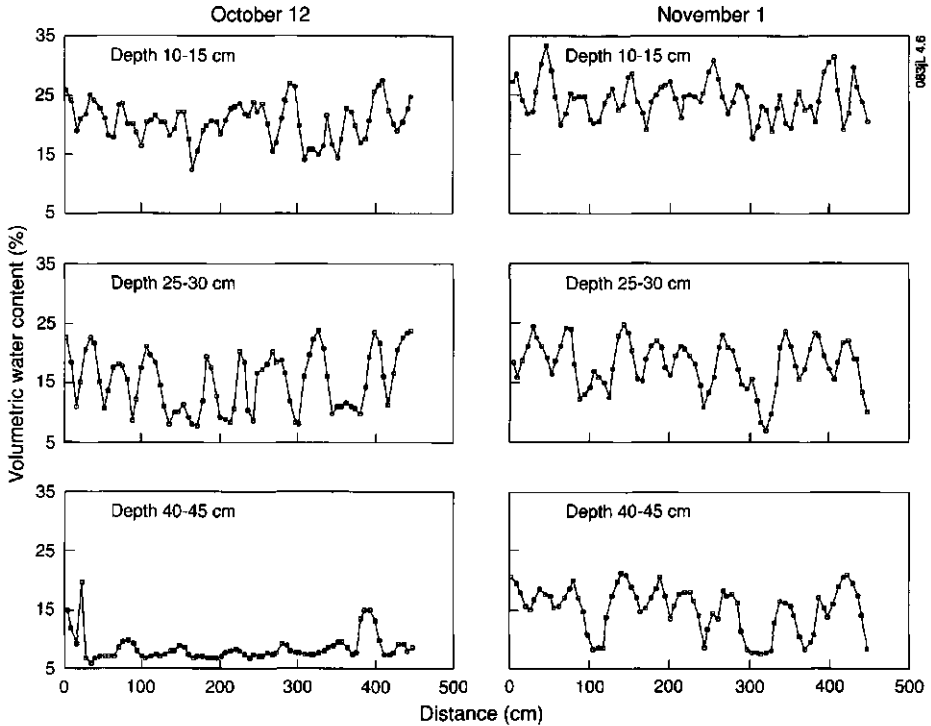 October 12
November 1
083jL 4.6
Volumetric water content (%)
35
25
15
5
Depth 10-15 cm
Depth 10-15 cm
35
25
15
5
Depth 25-30 cm
Depth 25-30 cm
35
25
15
5
Depth 40-45 cm
Depth 40-45 cm
0 100 200 300 400 500
0 100 200 300 400 500
Distance (cm)